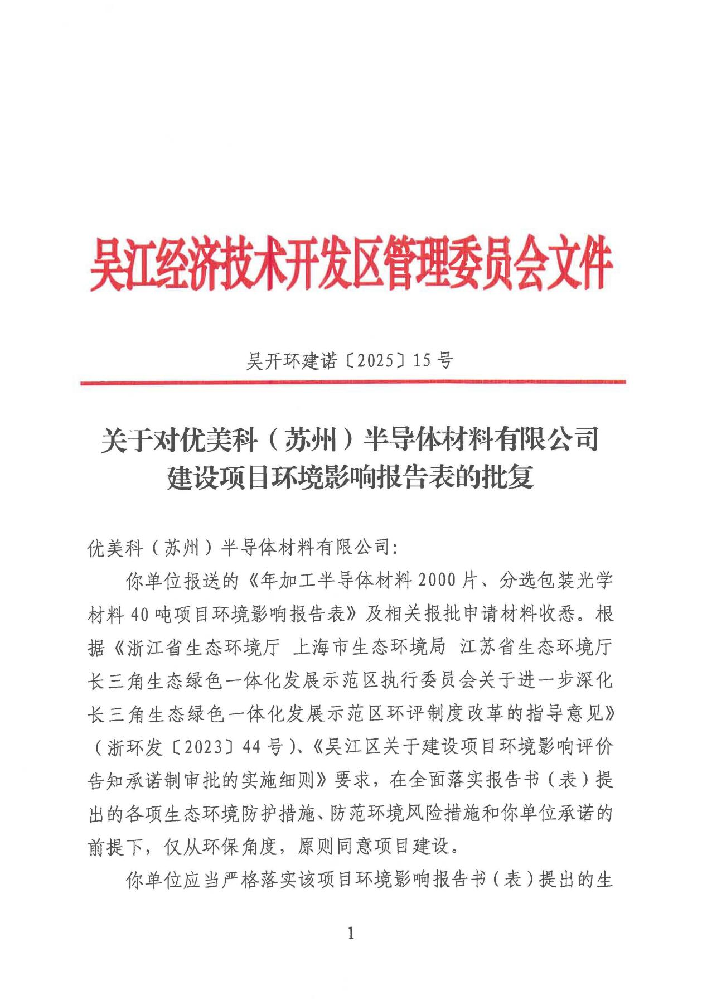 吴江经济技术开发区管理委员会文件
吴开环建诺〔2025〕15号
关于对优美科（苏州）半导体材料有限公司
建设项目环境影响报告表的批复
优美科（苏州）半导体材料有限公司：
你单位报送的《年加工半导体材料2000片、分选包装光学
材料40吨项目环境影响报告表》及相关报批申请材料收悉。根
据《浙江省生态环境厅 上海市生态环境局 江苏省生态环境厅
长三角生态绿色一体化发展示范区执行委员会关于进一步深化
长三角生态绿色一体化发展示范区环评制度改革的指导意见》
（浙环发〔2023〕44号）、《吴江区关于建设项目环境影响评价
告知承诺制审批的实施细则》要求，在全面落实报告书（表）提
出的各项生态环境防护措施、防范环境风险措施和你单位承诺的
前提下，仅从环保角度，原则同意项目建设。
你单位应当严格落实该项目环境影响报告书（表）提出的生
1